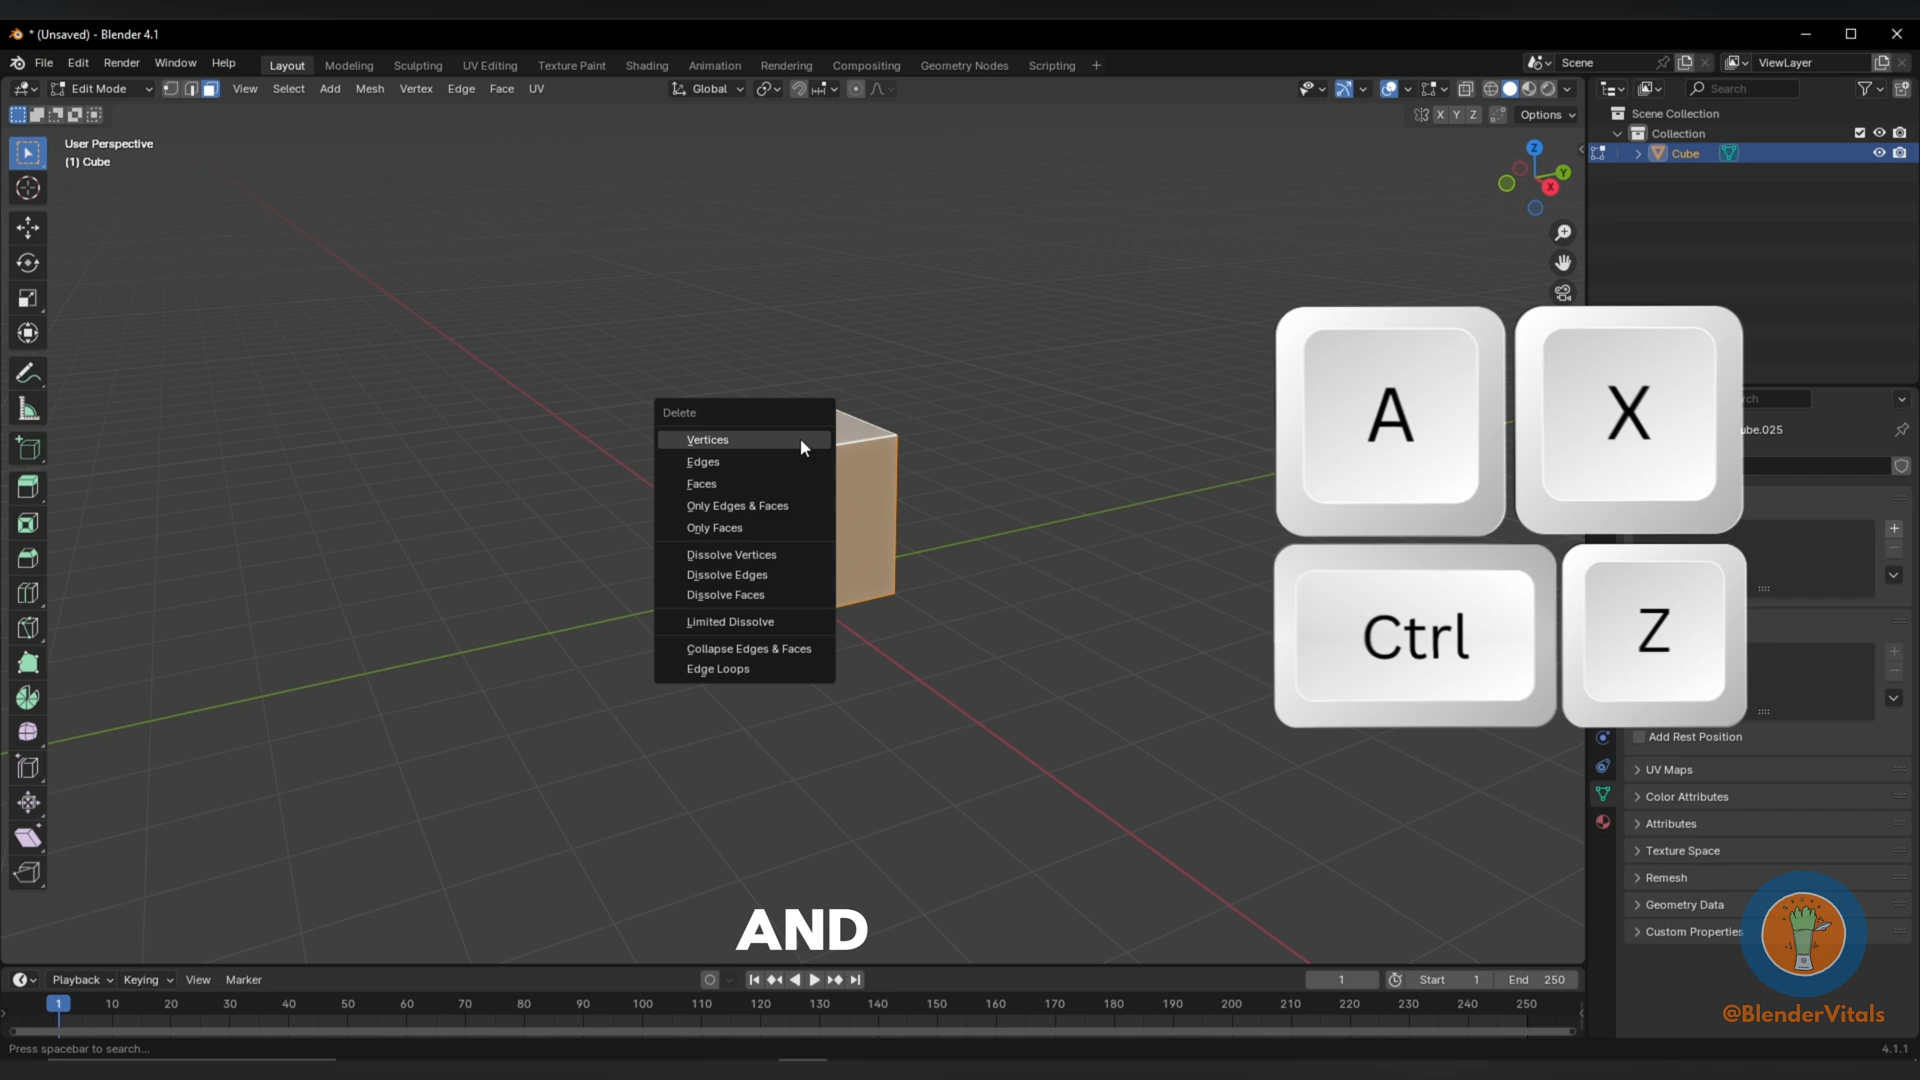 * (Unsaved) - Blender 4.1
File Edit Render Window Help Layout Modeling Sculpting UV Editing Texture Paint Shading Animation Rendering Compositing Geometry Nodes Scripting + Scene ViewLayer
Edit Mode View Select Add Mesh Vertex Edge Face UV Global Search
X Y Z Options
User Perspective
(1) Cube
Scene Collection
Collection
Cube
Z
Y
X
Delete
Vertices
Edges
Faces
Only Edges & Faces
Only Faces
Dissolve Vertices
Dissolve Edges
Dissolve Faces
Limited Dissolve
Collapse Edges & Faces
Edge Loops
A X
Ctrl Z
rch
ube.025
Add Rest Position
UV Maps
Color Attributes
Attributes
Texture Space
Remesh
Geometry Data
Custom Properties
AND
Playback Keying View Marker 1 Start 1 End 250
1 10 20 30 40 50 60 70 80 90 100 110 120 130 140 150 160 170 180 190 200 210 220 230 240 250
@BlenderVitals
Press spacebar to search... 4.1.1